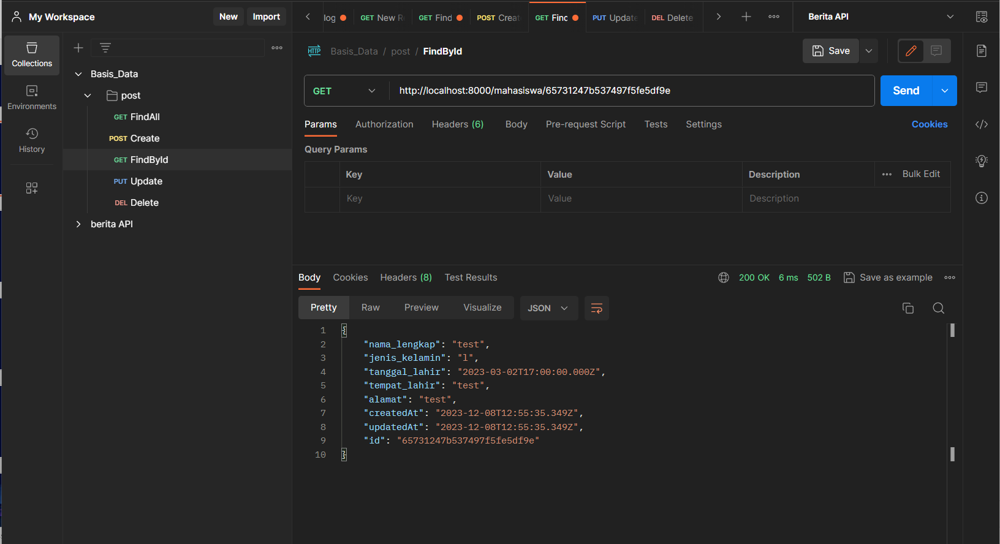 My Workspace New Import
log GET New R GET Find POST Creat GET Finc PUT Update DEL Delete Berita API
Collections
Environments
History
Basis_Data
post
GET FindAll
POST Create
GET FindById
PUT Update
DEL Delete
berita API
HTTP Basis_Data / post / FindById Save
GET http://localhost:8000/mahasiswa/65731247b537497f5fe5df9e Send
Params Authorization Headers (6) Body Pre-request Script Tests Settings Cookies
Query Params
Key Value Description Bulk Edit
Key Value Description
Body Cookies Headers (8) Test Results 200 OK 6 ms 502 B Save as example
Pretty Raw Preview Visualize JSON
1 {
2 "nama_lengkap": "test",
3 "jenis_kelamin": "l",
4 "tanggal_lahir": "2023-03-02T17:00:00.000Z",
5 "tempat_lahir": "test",
6 "alamat": "test",
7 "createdAt": "2023-12-08T12:55:35.349Z",
8 "updatedAt": "2023-12-08T12:55:35.349Z",
9 "id": "65731247b537497f5fe5df9e"
10 }